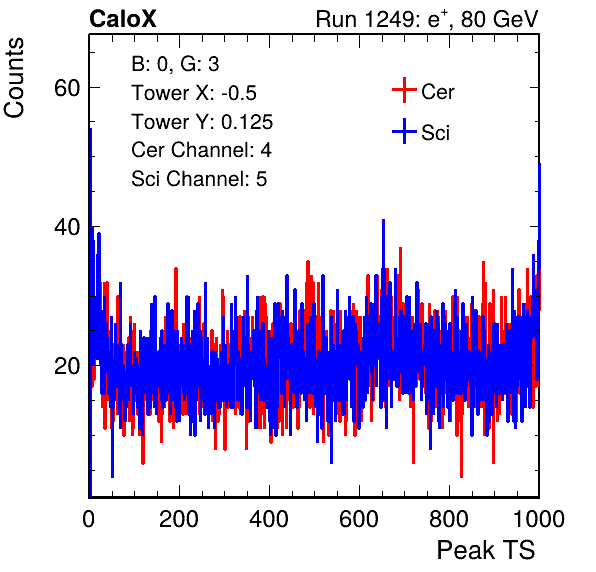 CaloX
Run 1249: e+, 80 GeV
Counts
B: 0, G: 3
Tower X: -0.5
Tower Y: 0.125
Cer Channel: 4
Sci Channel: 5
Cer
Sci
60
40
20
0
200
400
600
800
1000
Peak TS